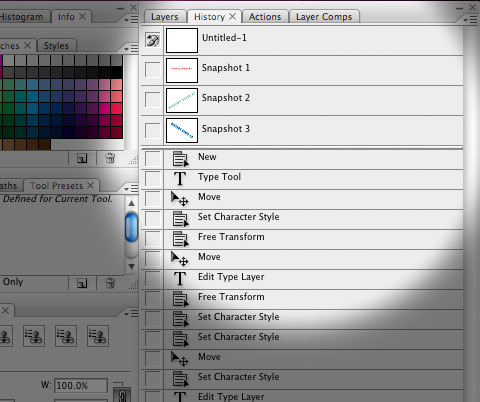 Histogram Info ×
Layers History × Actions Layer Comps
ches × Styles
Untitled-1
Snapshot 1
Snapshot 2
Snapshot 3
New
Type Tool
Move
Set Character Style
Free Transform
Move
Edit Type Layer
Free Transform
Set Character Style
Set Character Style
Move
Set Character Style
Edit Type Layer
aths Tool Presets ×
Defined for Current Tool.
Only
×
W: 100.0%